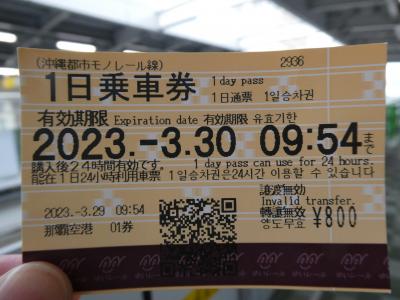 (沖縄都市モノレール線) 2936
1日乗車券 1day pass
1日通票 1일승차권
有効期限 Expiration date 有効期限 유효기한
2023.-3.30 09:54まで
購入後24時間有効です。 1day pass can use for 24 hours.
能在1日24小時利用車票 1일승차권은24시간 이용할 수 있습니다
譲渡無効
Invalid transfer.
2023.-3.29 09:54 轉讓無效 ¥800
那覇空港 01券 양도무효